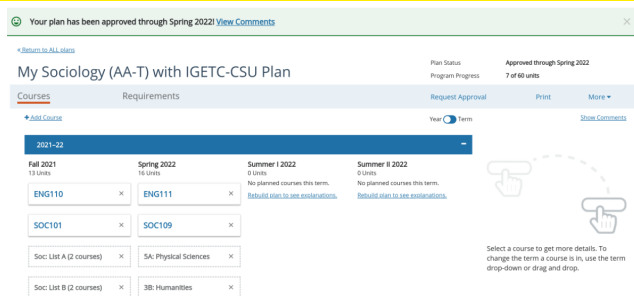 Your plan has been approved through Spring 2022! View Comments
< Return to ALL plans
My Sociology (AA-T) with IGETC-CSU Plan
Plan Status Approved through Spring 2022
Program Progress 7 of 60 units
Courses Requirements Request Approval Print More
+ Add Course Year Term Show Comments
2021–22
Fall 2021 Spring 2022 Summer I 2022 Summer II 2022
13 Units 16 Units 0 Units 0 Units
No planned courses this term. No planned courses this term.
ENG110 × ENG111 × Rebuild plan to see explanations. Rebuild plan to see explanations.
SOC101 × SOC109 ×
Soc: List A (2 courses) × 5A: Physical Sciences ×
Soc: List B (2 courses) × 3B: Humanities ×
Select a course to get more details. To
change the term a course is in, use the term
drop-down or drag and drop.